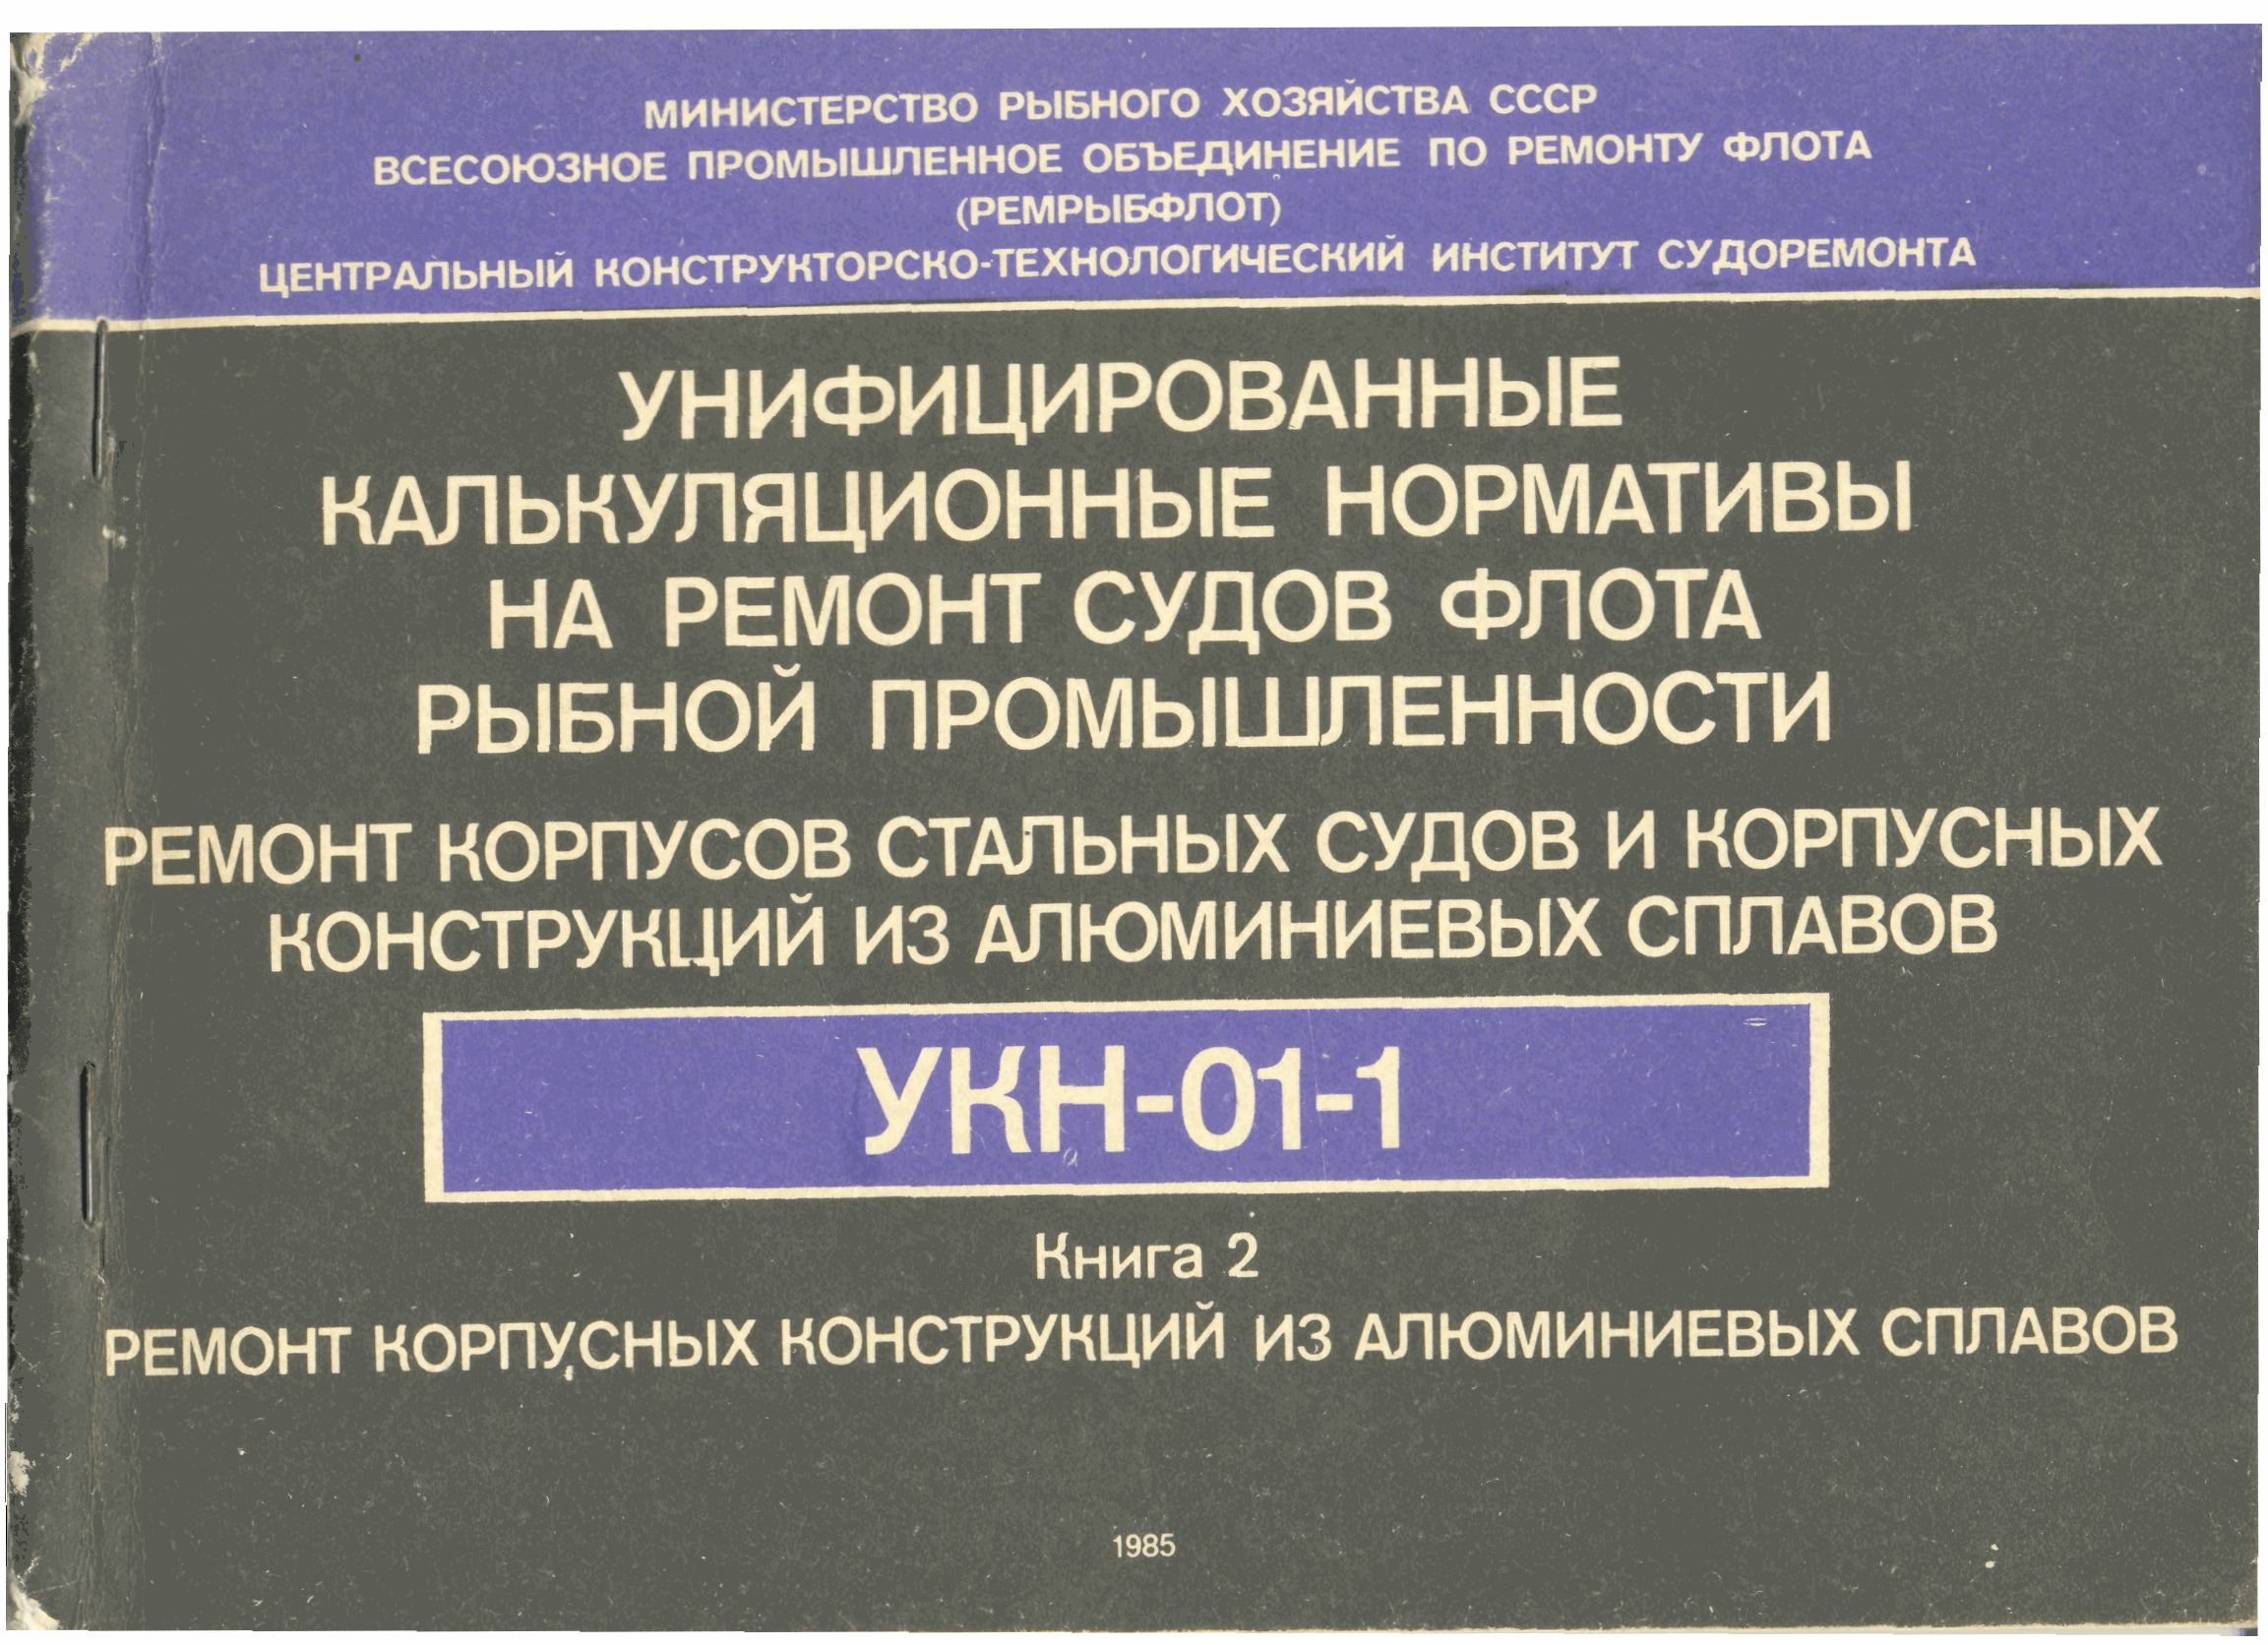 МИНИСТЕРСТВО РЫБНОГО ХОЗЯЙСТВА СССР
ВСЕСОЮЗНОЕ ПРОМЫШЛЕННОЕ ОБЪЕДИНЕНИЕ ПО РЕМОНТУ ФЛОТА
(РЕМРЫБФЛОТ)
ЦЕНТРАЛЬНЫЙ КОНСТРУКТОРСКО-ТЕХНОЛОГИЧЕСКИЙ ИНСТИТУТ СУДОРЕМОНТА
УНИФИЦИРОВАННЫЕ
КАЛЬКУЛЯЦИОННЫЕ НОРМАТИВЫ
НА РЕМОНТ СУДОВ ФЛОТА
РЫБНОЙ ПРОМЫШЛЕННОСТИ
РЕМОНТ КОРПУСОВ СТАЛЬНЫХ СУДОВ И КОРПУСНЫХ
КОНСТРУКЦИЙ ИЗ АЛЮМИНИЕВЫХ СПЛАВОВ
УКН-01-1
Книга 2
РЕМОНТ КОРПУСНЫХ КОНСТРУКЦИЙ ИЗ АЛЮМИНИЕВЫХ СПЛАВОВ
1985